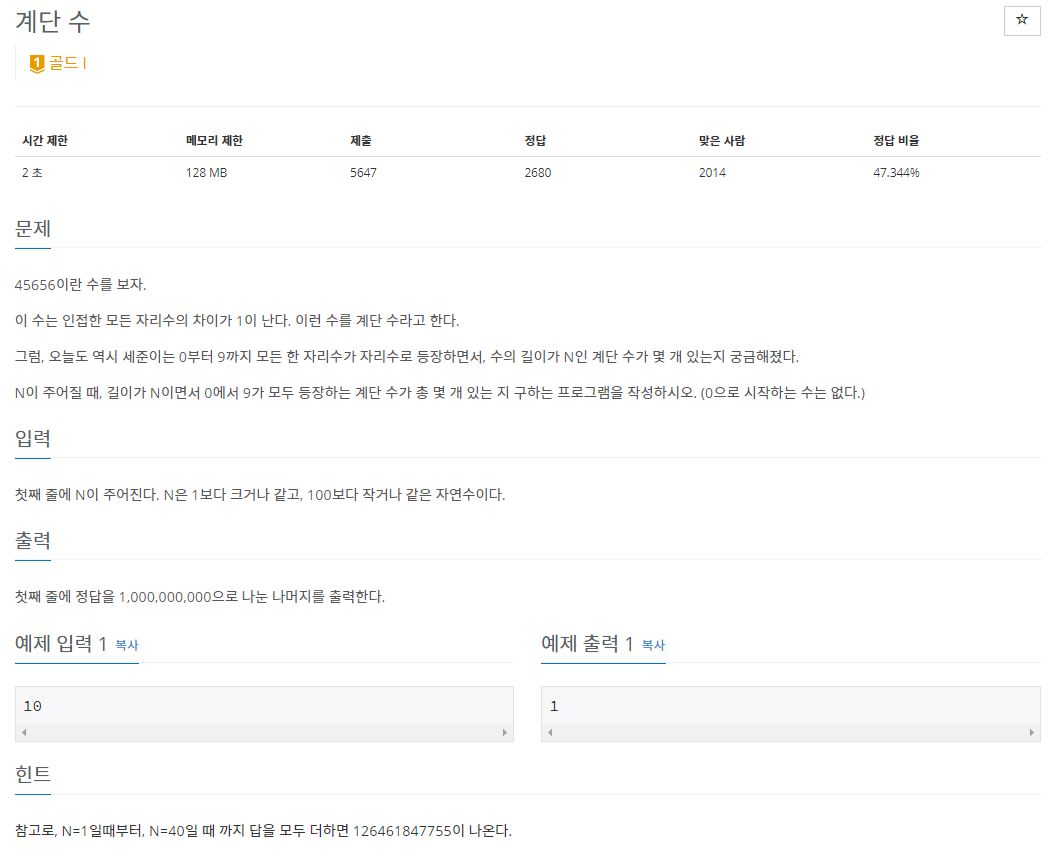 계단 수
☆
1 골드 I
시간 제한 메모리 제한 제출 정답 맞은 사람 정답 비율
2 초 128 MB 5647 2680 2014 47.344%
문제
45656이란 수를 보자.
이 수는 인접한 모든 자리수의 차이가 1이 난다. 이런 수를 계단 수라고 한다.
그럼, 오늘도 역시 세준이는 0부터 9까지 모든 한 자리수가 자리수로 등장하면서, 수의 길이가 N인 계단 수가 몇 개 있는지 궁금해졌다.
N이 주어질 때, 길이가 N이면서 0에서 9가 모두 등장하는 계단 수가 총 몇 개 있는 지 구하는 프로그램을 작성하시오. (0으로 시작하는 수는 없다.)
입력
첫째 줄에 N이 주어진다. N은 1보다 크거나 같고, 100보다 작거나 같은 자연수이다.
출력
첫째 줄에 정답을 1,000,000,000으로 나눈 나머지를 출력한다.
예제 입력 1 복사
10
예제 출력 1 복사
1
힌트
참고로, N=1일때부터, N=40일 때 까지 답을 모두 더하면 126461847755이 나온다.